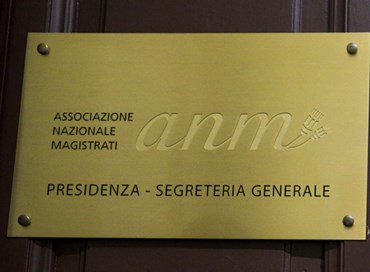 ASSOCIAZIONE
NAZIONALE
MAGISTRATI
anm
PRESIDENZA - SEGRETERIA GENERALE